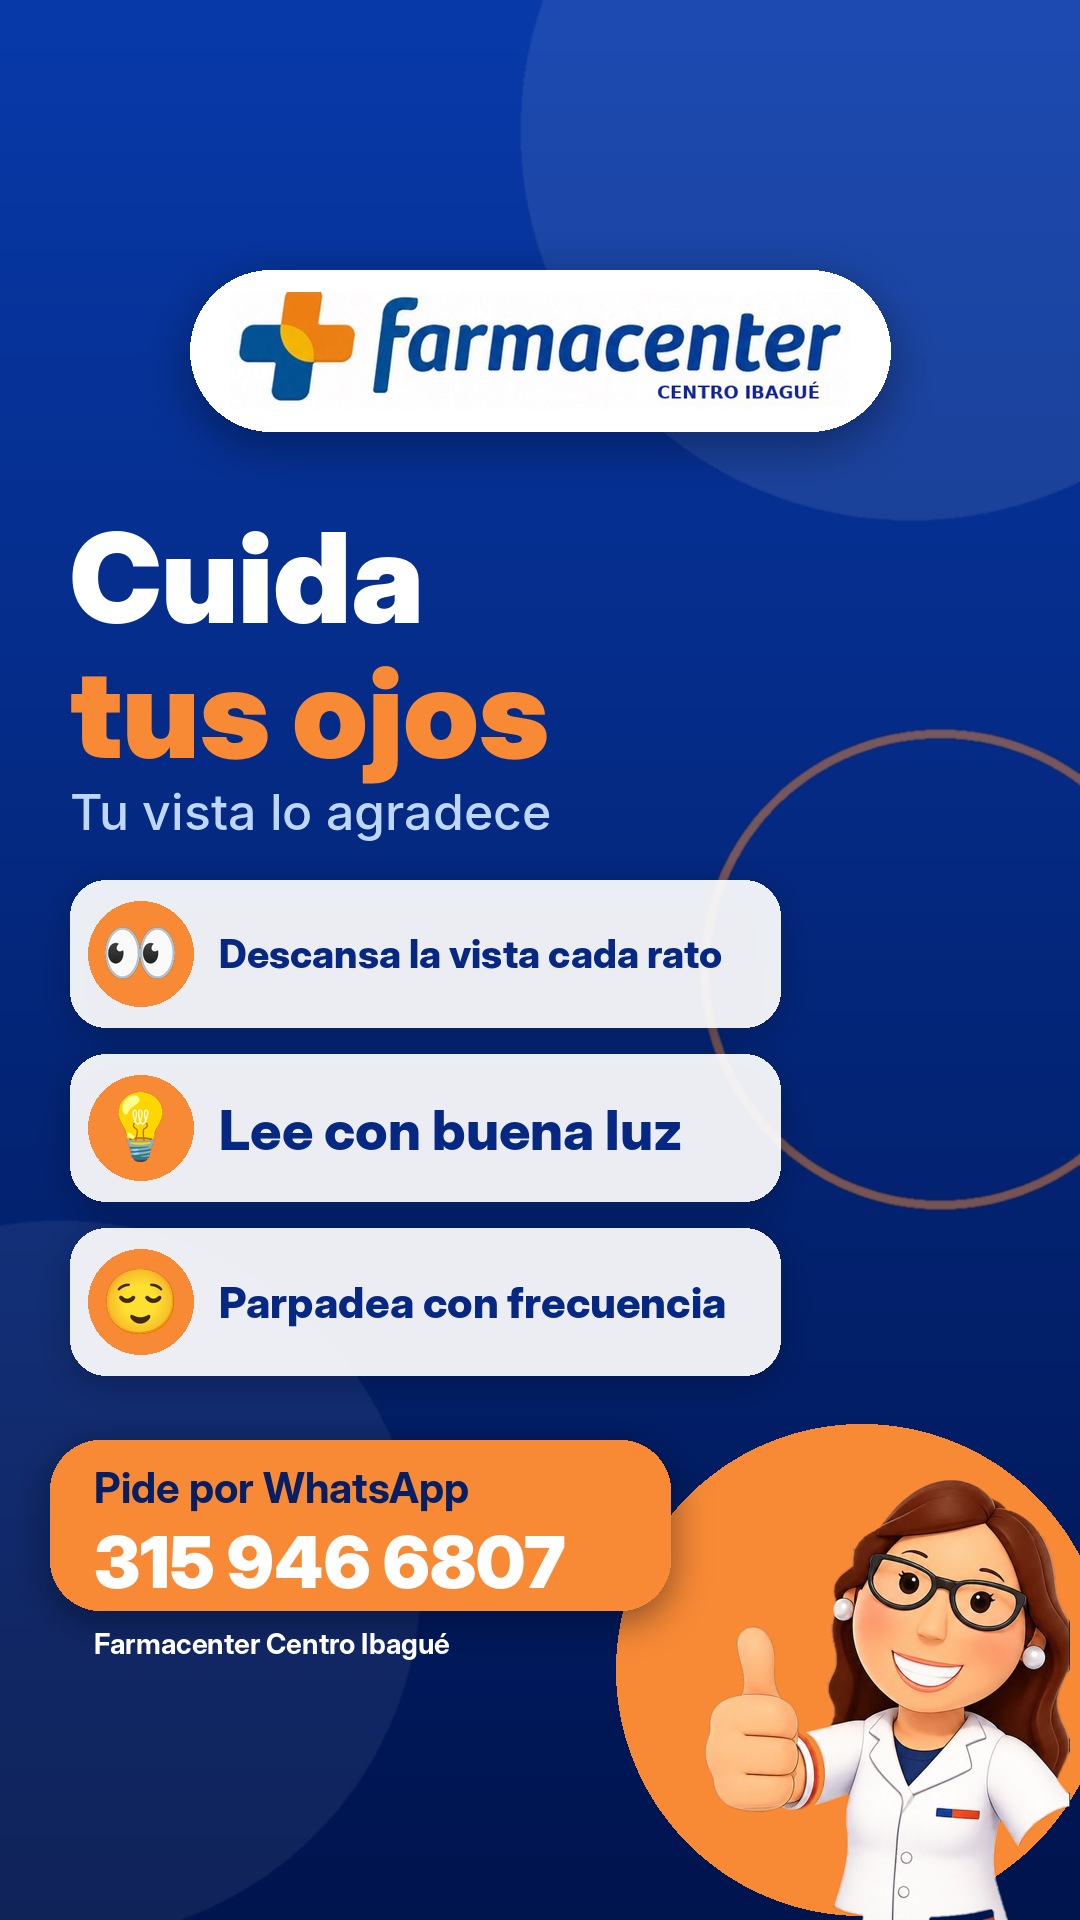 farmacenter
CENTRO IBAGUÉ
Cuida
tus ojos
Tu vista lo agradece
Descansa la vista cada rato
Lee con buena luz
Parpadea con frecuencia
Pide por WhatsApp
315 946 6807
Farmacenter Centro Ibagué